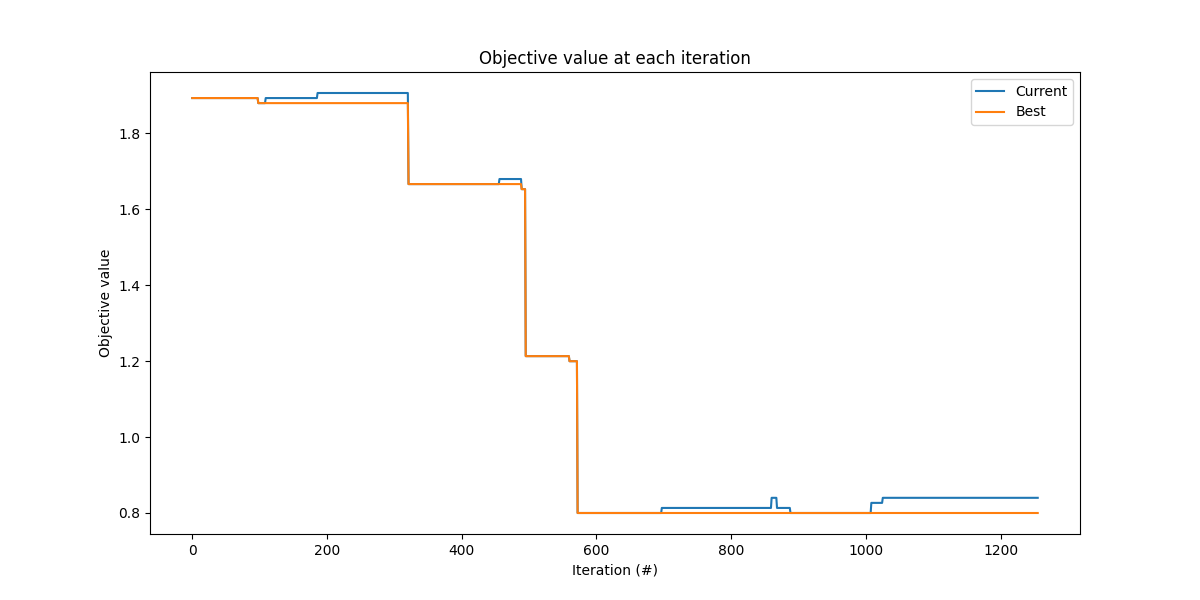 Objective value at each iteration
Current
Best
Objective value
1.8
1.6
1.4
1.2
1.0
0.8
0 200 400 600 800 1000 1200
Iteration (#)